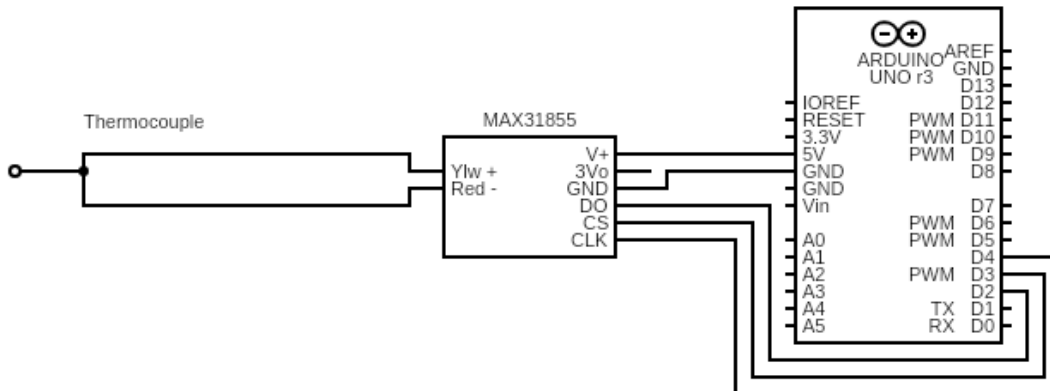 Thermocouple
MAX31855
Ylw +
Red -
V+
3Vo
GND
DO
CS
CLK
ARDUINO
UNO r3
IOREF
RESET
3.3V
5V
GND
GND
Vin
A0
A1
A2
A3
A4
A5
AREF
GND
D13
D12
PWM D11
PWM D10
PWM D9
D8
D7
PWM D6
PWM D5
D4
PWM D3
D2
TX D1
RX D0